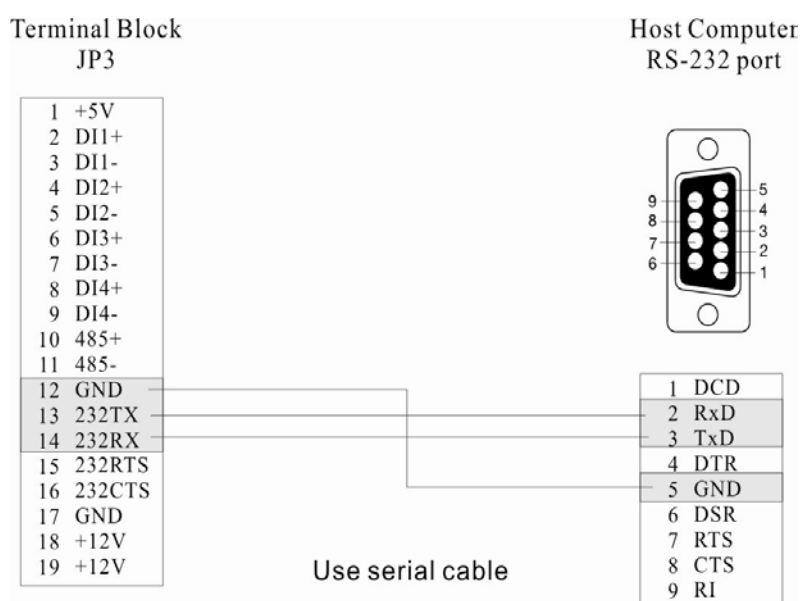 Terminal Block
JP3
1 +5V
2 DI1+
3 DI1-
4 DI2+
5 DI2-
6 DI3+
7 DI3-
8 DI4+
9 DI4-
10 485+
11 485-
12 GND
13 232TX
14 232RX
15 232RTS
16 232CTS
17 GND
18 +12V
19 +12V
Host Computer
RS-232 port
9
8
7
6
5
4
3
2
1
1 DCD
2 RxD
3 TxD
4 DTR
5 GND
6 DSR
7 RTS
8 CTS
9 RI
Use serial cable